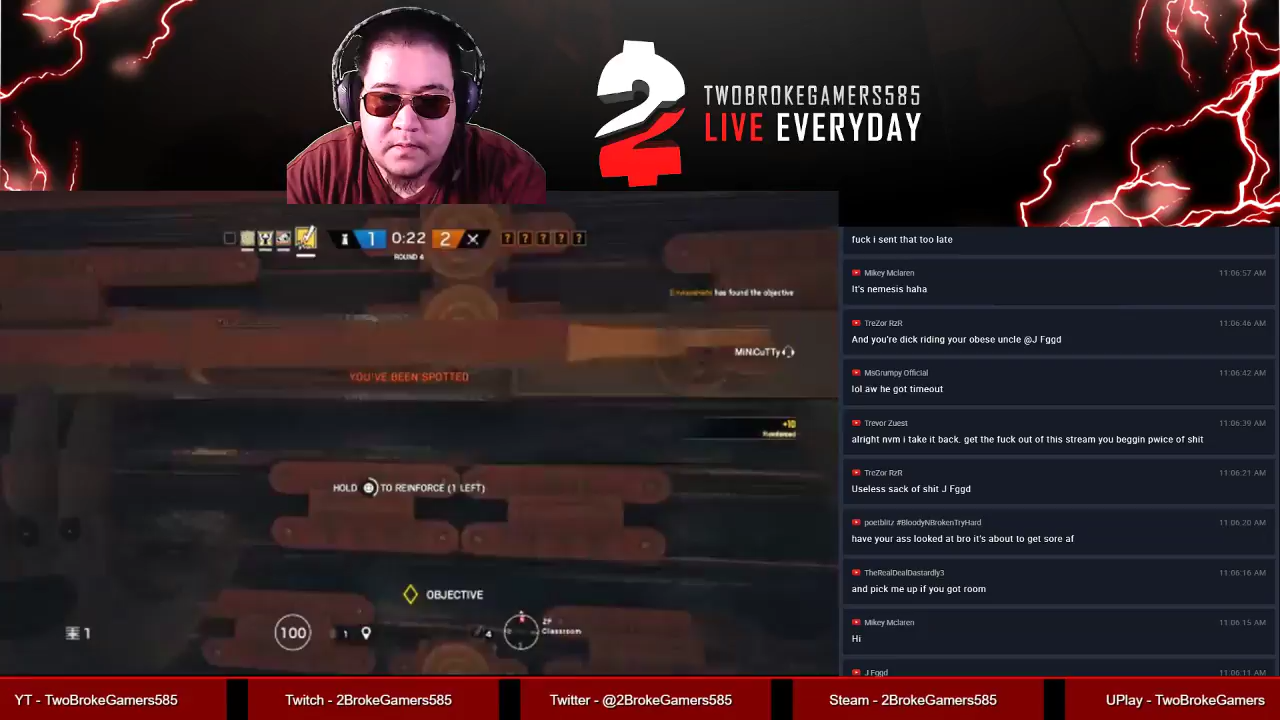 2
TWOBROKEGAMERS585
LIVE EVERYDAY
1 0:22 2
ROUND 4
? ? ? ? ?
has found the objective
MiNiCuTTy
YOU'VE BEEN SPOTTED
+10
Reinforced
HOLD TO REINFORCE (1 LEFT)
OBJECTIVE
1
100
1
4
2F
Classroom
fuck i sent that too late
Mikey Mclaren 11:06:57 AM
It's nemesis haha
TreZor RzR 11:06:46 AM
And you're dick riding your obese uncle @J Fggd
MsGrumpy Official 11:06:42 AM
lol aw he got timeout
Trevor Zuest 11:06:39 AM
alright nvm i take it back. get the fuck out of this stream you beggin pwice of shit
TreZor RzR 11:06:21 AM
Useless sack of shit J Fggd
poetblitz #BloodyNBrokenTryHard 11:06:20 AM
have your ass looked at bro it's about to get sore af
TheRealDealDastardly3 11:06:16 AM
and pick me up if you got room
Mikey Mclaren 11:06:15 AM
Hi
J Fggd 11:06:11 AM
YT - TwoBrokeGamers585
Twitch - 2BrokeGamers585
Twitter - @2BrokeGamers585
Steam - 2BrokeGamers585
UPlay - TwoBrokeGamers